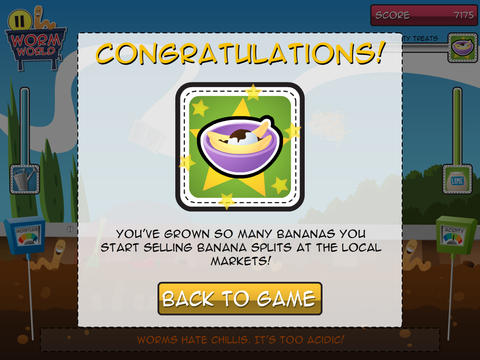 WORM
WORLD
SCORE 7175
TY TREATS
CONGRATULATIONS!
YOU'VE GROWN SO MANY BANANAS YOU
START SELLING BANANA SPLITS AT THE LOCAL
MARKETS!
BACK TO GAME
LIME
MOISTURE
ACIDITY
WORMS HATE CHILLIS. IT'S TOO ACIDIC!